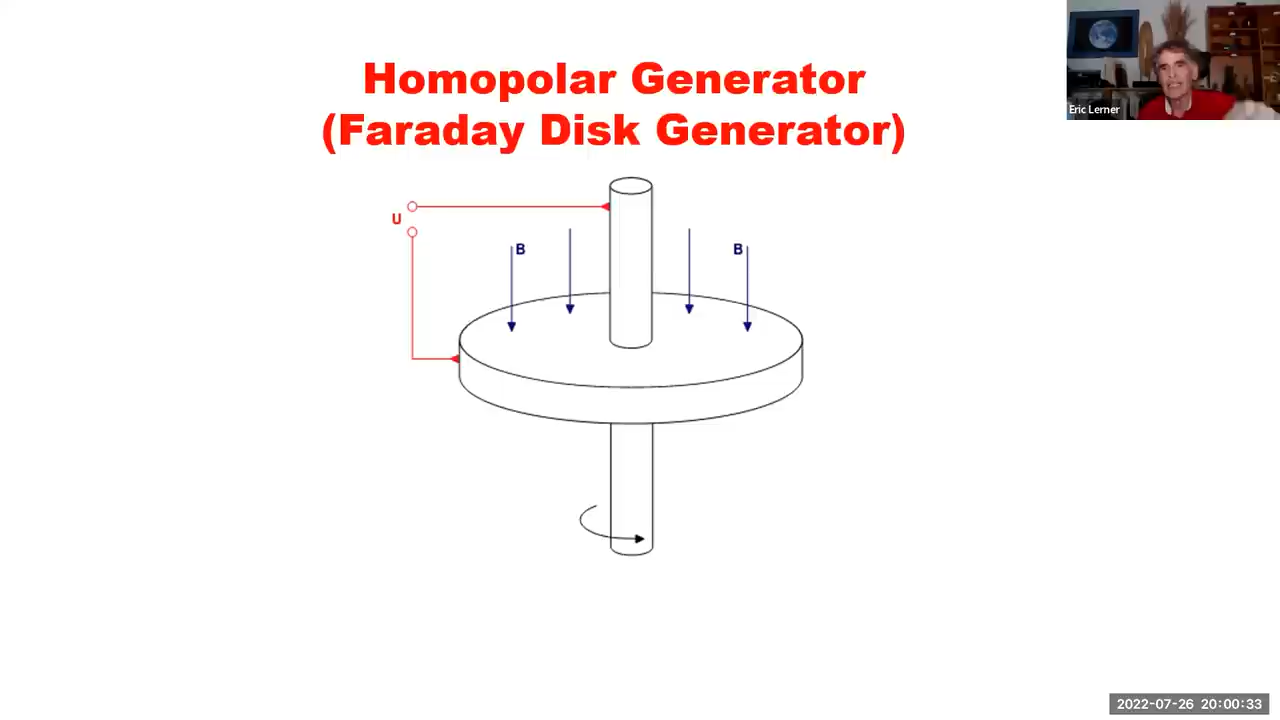 Homopolar Generator
(Faraday Disk Generator)
Eric Lerner
U
B
B
2022-07-26 20:00:33